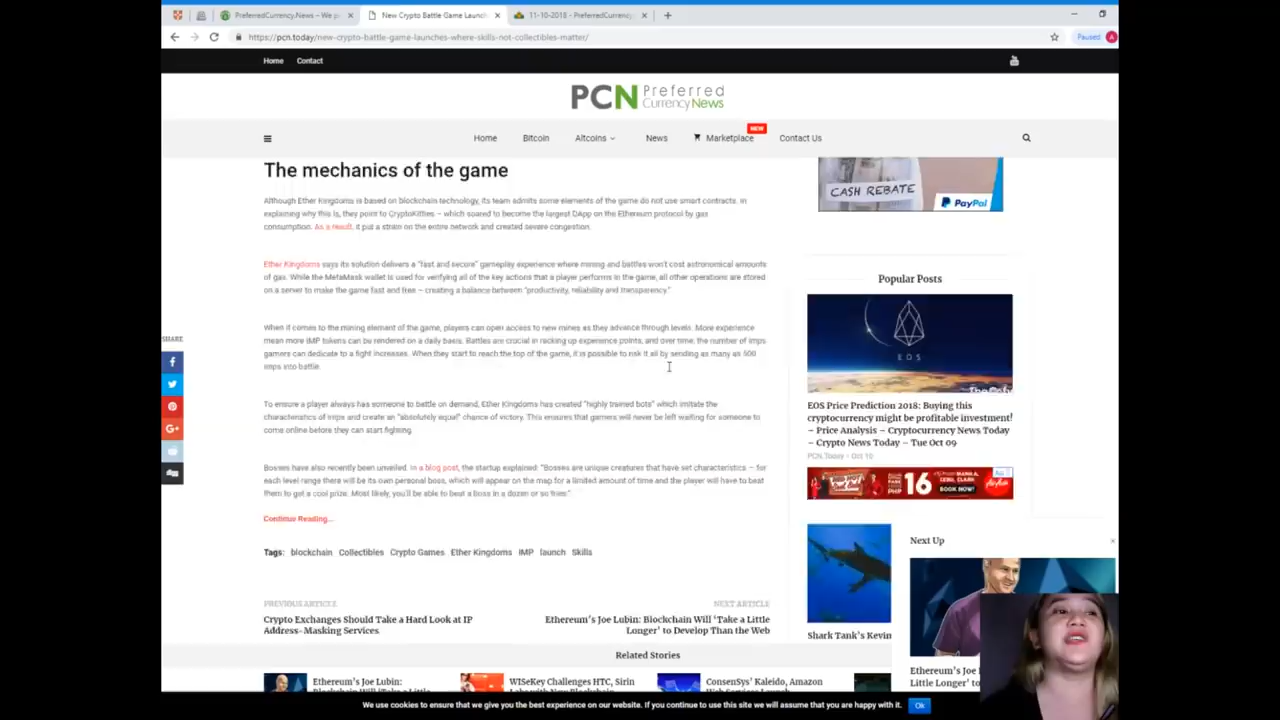 PreferredCurrency.News – We p
New Crypto Battle Game Launch
11-10-2018 - PreferredCurrency
https://pcn.today/new-crypto-battle-game-launches-where-skills-not-collectibles-matter/
Paused
A
Home Contact
PCN Preferred
Currency News
Home Bitcoin Altcoins News Marketplace NEW Contact Us
The mechanics of the game
Although Ether Kingdoms is based on blockchain technology, its team admits some elements of the game do not use smart contracts. In
explaining why this is, they point to CryptoKitties – which soared to become the largest DApp on the Ethereum protocol by gas
consumption. As a result, it put a strain on the entire network and created severe congestion.
Ether Kingdoms says its solution delivers a "fast and secure" gameplay experience where mining and battles won't cost astronomical amounts
of gas. While the MetaMask wallet is used for verifying all of the key actions that a player performs in the game, all other operations are stored
on a server to make the game fast and free – creating a balance between "productivity, reliability and transparency."
When it comes to the mining element of the game, players can open access to new mines as they advance through levels. More experience
mean more IMP tokens can be rendered on a daily basis. Battles are crucial in racking up experience points, and over time, the number of imps
gamers can dedicate to a fight increases. When they start to reach the top of the game, it is possible to risk it all by sending as many as 500
imps into battle.
To ensure a player always has someone to battle on demand, Ether Kingdoms has created "highly trained bots" which imitate the
characteristics of imps and create an "absolutely equal" chance of victory. This ensures that gamers will never be left waiting for someone to
come online before they can start fighting.
Bosses have also recently been unveiled. In a blog post, the startup explained: "Bosses are unique creatures that have set characteristics – for
each level range there will be its own personal boss, which will appear on the map for a limited amount of time and the player will have to beat
them to get a cool prize. Most likely, you'll be able to beat a boss in a dozen or so tries."
Continue Reading...
Tags: blockchain Collectibles Crypto Games Ether Kingdoms IMP launch Skills
PREVIOUS ARTICLE
Crypto Exchanges Should Take a Hard Look at IP
Address-Masking Services
NEXT ARTICLE
Ethereum's Joe Lubin: Blockchain Will 'Take a Little
Longer' to Develop Than the Web
Related Stories
Ethereum's Joe Lubin:
WISeKey Challenges HTC, Sirin
ConsenSys' Kaleido, Amazon
SHARE
CASH REBATE
PayPal
Popular Posts
EOS
EOS Price Prediction 2018: Buying this
cryptocurrency might be profitable investment!
– Price Analysis – Cryptocurrency News Today
– Crypto News Today – Tue Oct 09
PCN.Today - Oct 10
16
BOOK NOW!
Shark Tank's Kevin
Next Up
Ethereum's Joe
Little Longer' to
We use cookies to ensure that we give you the best experience on our website. If you continue to use this site we will assume that you are happy with it.
Ok